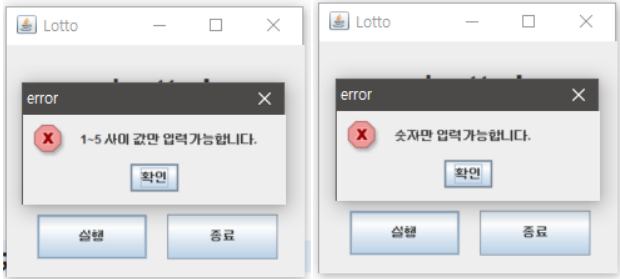 Lotto
error
1~5 사이 값만 입력가능합니다.
확인
실행
종료
Lotto
error
숫자만 입력가능합니다.
확인
실행
종료